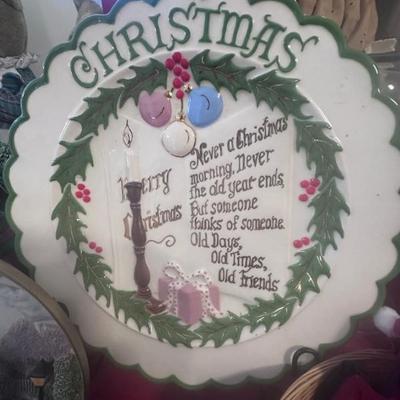 CHRISTMAS
Merry
Christmas
Never a Christmas
morning, never
the old year ends,
But someone
thinks of someone.
Old Days,
Old Times,
Old Friends